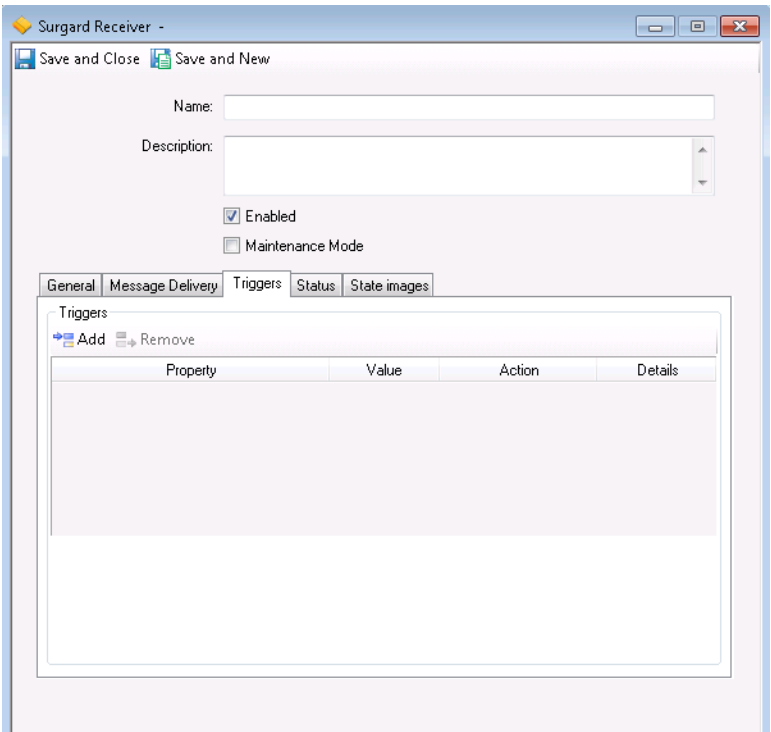 Surgard Receiver -
Save and Close Save and New
Name:
Description:
Enabled
Maintenance Mode
General Message Delivery Triggers Status State images
Triggers
Add Remove
Property Value Action Details